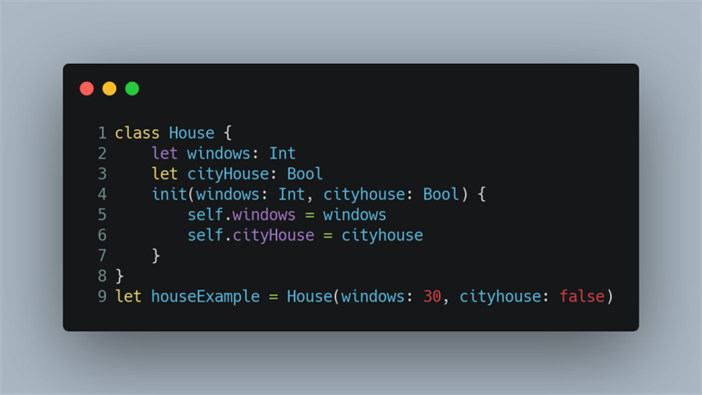 1 class House {
2     let windows: Int
3     let cityHouse: Bool
4     init(windows: Int, cityhouse: Bool) {
5         self.windows = windows
6         self.cityHouse = cityhouse
7     }
8 }
9 let houseExample = House(windows: 30, cityhouse: false)